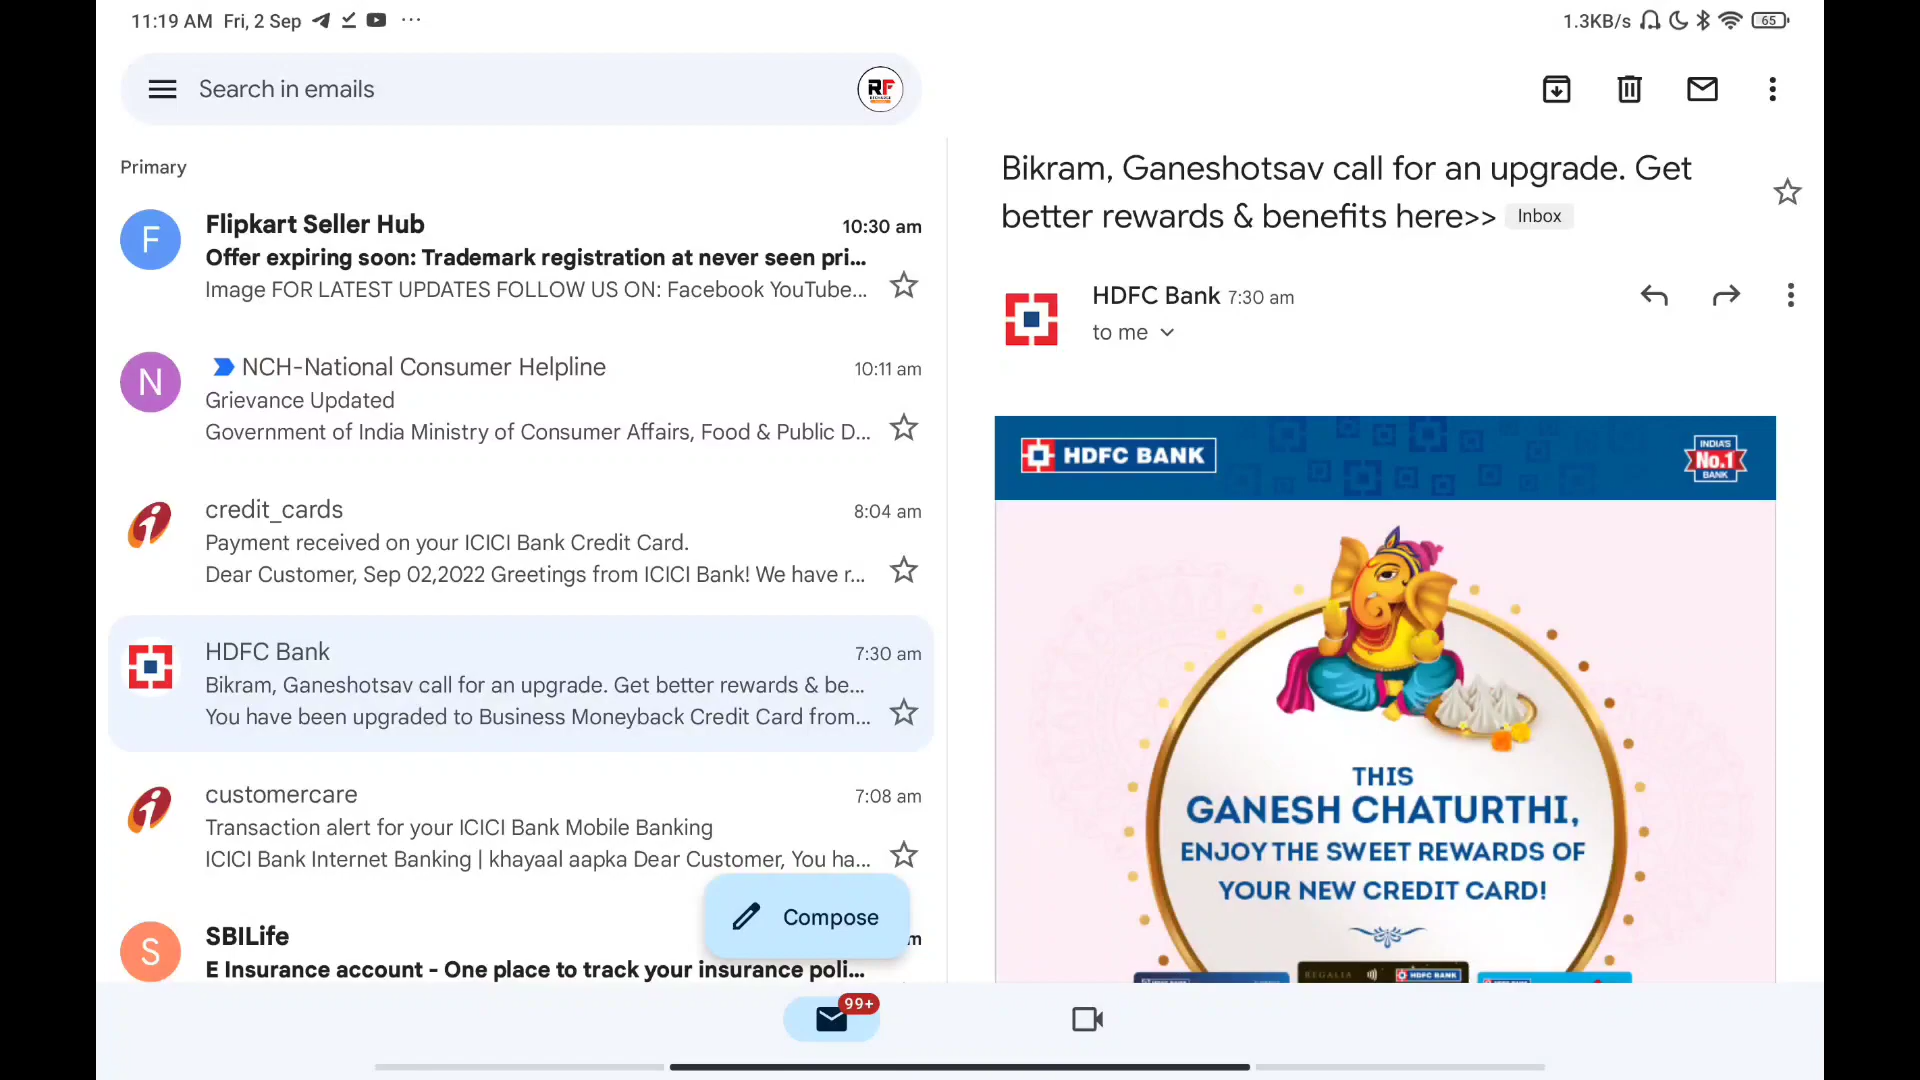 11:19 AM Fri, 2 Sep
1.3KB/s
65
Search in emails
RF
Primary
F
Flipkart Seller Hub
10:30 am
Offer expiring soon: Trademark registration at never seen pri...
Image FOR LATEST UPDATES FOLLOW US ON: Facebook YouTube...
N
NCH-National Consumer Helpline
10:11 am
Grievance Updated
Government of India Ministry of Consumer Affairs, Food & Public D...
credit_cards
8:04 am
Payment received on your ICICI Bank Credit Card.
Dear Customer, Sep 02,2022 Greetings from ICICI Bank! We have r...
HDFC Bank
7:30 am
Bikram, Ganeshotsav call for an upgrade. Get better rewards & be...
You have been upgraded to Business Moneyback Credit Card from...
customercare
7:08 am
Transaction alert for your ICICI Bank Mobile Banking
ICICI Bank Internet Banking | khayaal aapka Dear Customer, You ha...
S
SBILife
E Insurance account - One place to track your insurance poli...
Compose
99+
Bikram, Ganeshotsav call for an upgrade. Get
better rewards & benefits here>> Inbox
HDFC Bank 7:30 am
to me
HDFC BANK
INDIA'S
No.1
BANK
THIS
GANESH CHATURTHI,
ENJOY THE SWEET REWARDS OF
YOUR NEW CREDIT CARD!
REGALIA
HDFC BANK